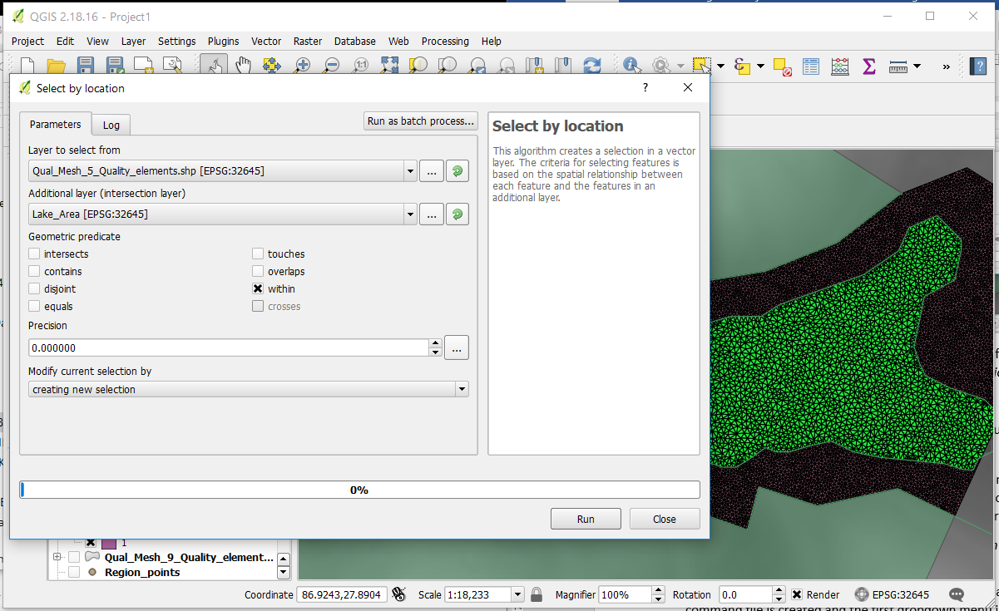 QGIS 2.18.16 - Project1
Project Edit View Layer Settings Plugins Vector Raster Database Web Processing Help
1:1
»
Select by location
?
Parameters
Log
Run as batch process...
Layer to select from
Qual_Mesh_5_Quality_elements.shp [EPSG:32645]
...
Additional layer (intersection layer)
Lake_Area [EPSG:32645]
...
Geometric predicate
intersects
touches
contains
overlaps
disjoint
within
equals
crosses
Precision
0.000000
...
Modify current selection by
creating new selection
Select by location
This algorithm creates a selection in a vector
layer. The criteria for selecting features is
based on the spatial relationship between
each feature and the features in an
additional layer.
0%
Run
Close
1
Qual_Mesh_9_Quality_element...
Region_points
Coordinate 86.9243,27.8904 Scale 1:18,233 Magnifier 100% Rotation 0.0 Render EPSG:32645